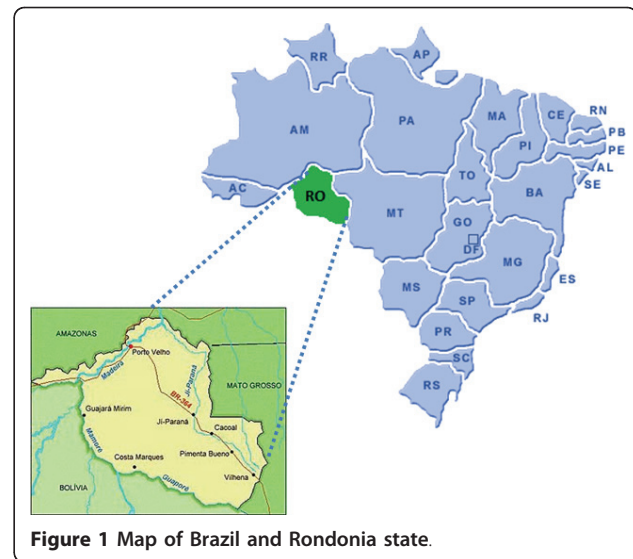 RR
AP
AM
PA
MA
CE
RN
PB
PI
PE
AL
SE
TO
AC
RO
BA
MT
GO
DF
MG
ES
MS
SP
RJ
PR
SC
RS
AMAZONAS
Porto Velho
Madeira
Ji-Paraná
MATO GROSSO
BR-364
Guajará Mirim
Ji-Paraná
Cacoal
Mamoré
Pimenta Bueno
Costa Marques
Vilhena
Guaporé
BOLÍVIA
Figure 1 Map of Brazil and Rondonia state.